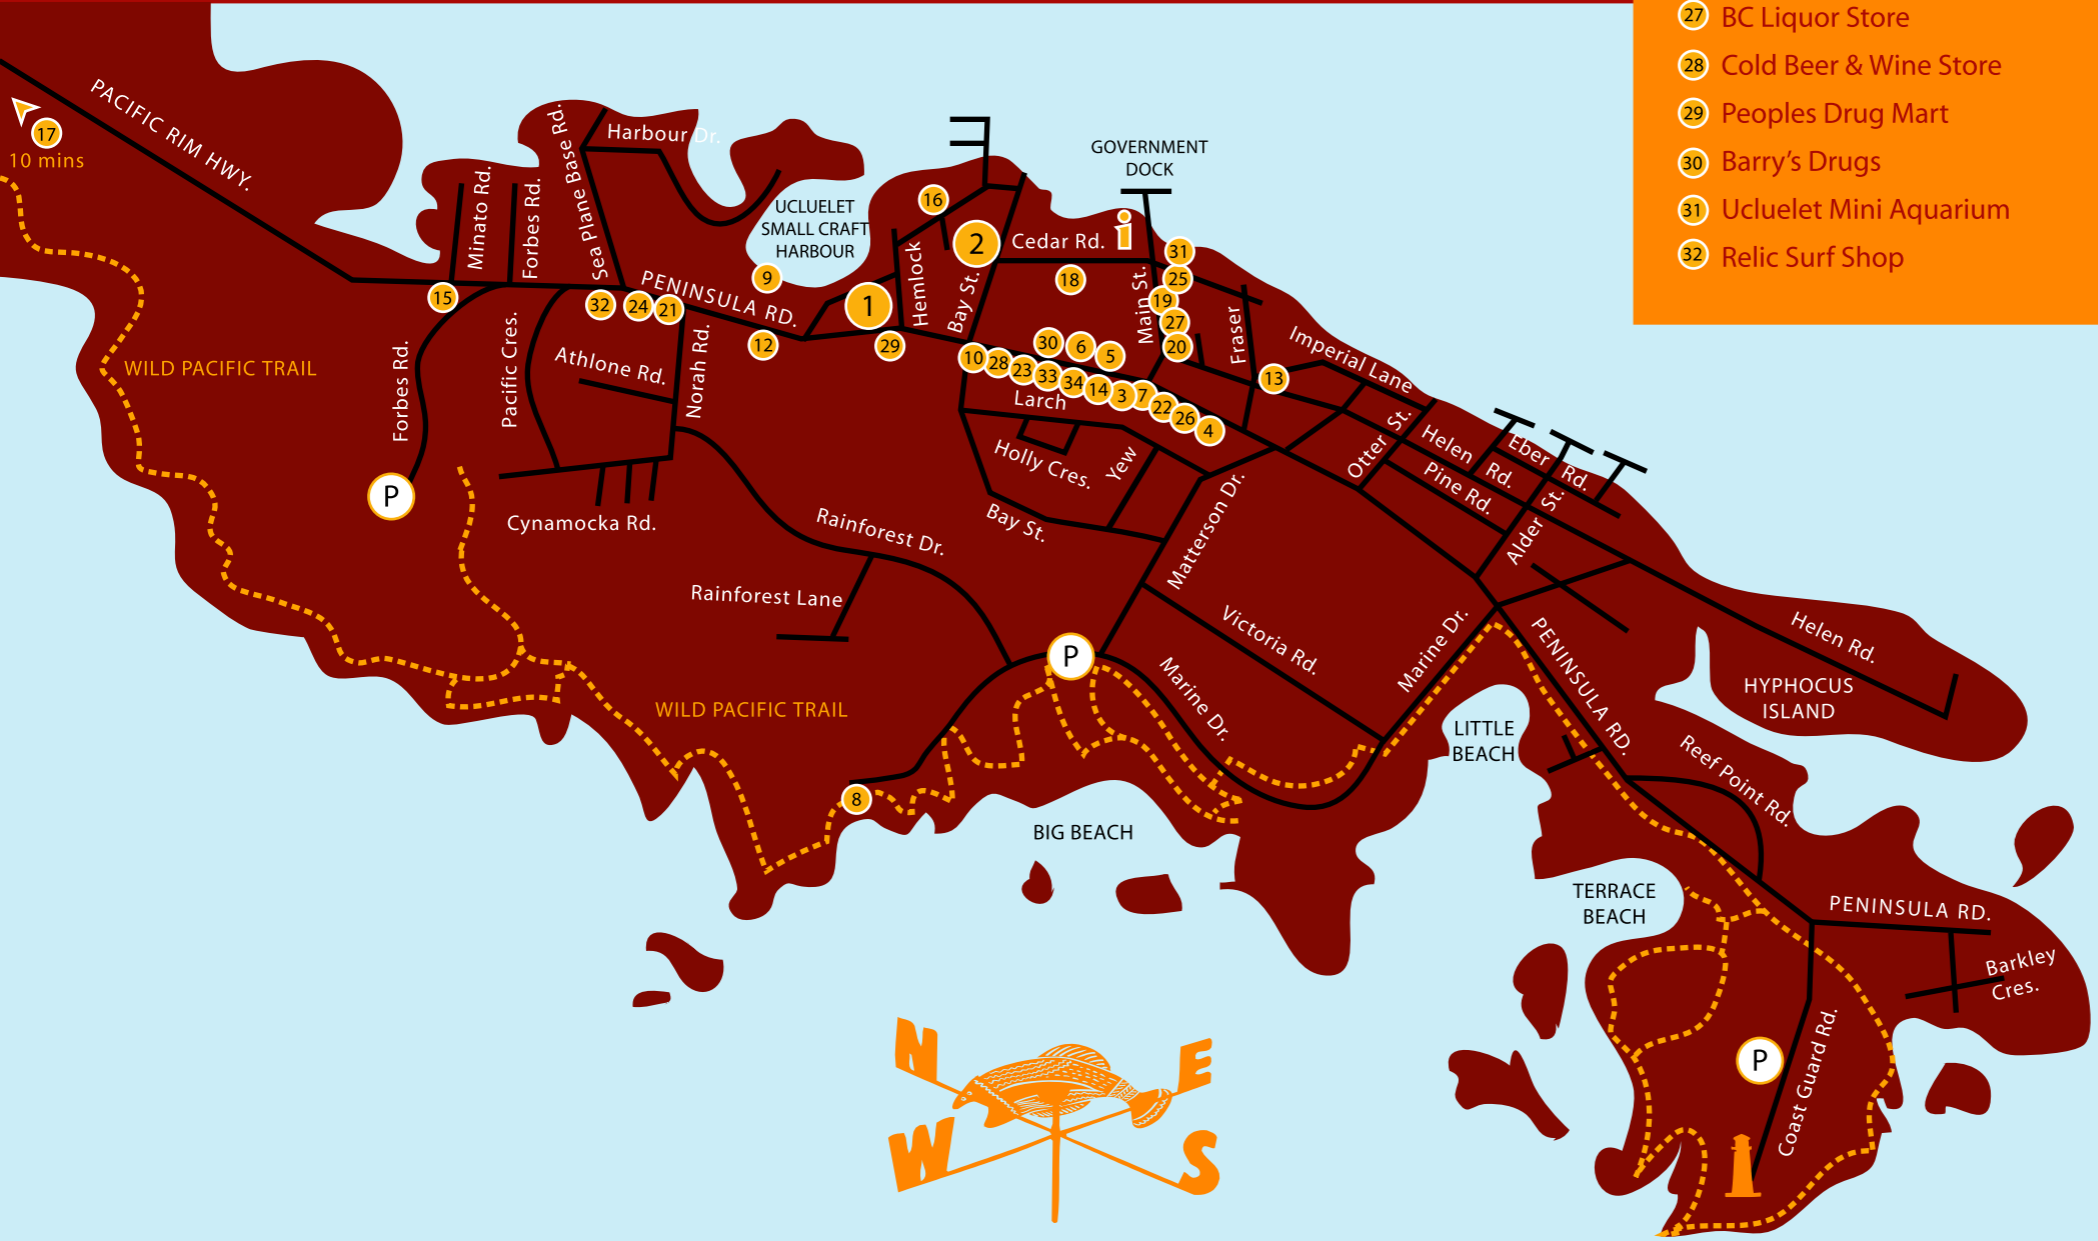 27 BC Liquor Store
28 Cold Beer & Wine Store
29 Peoples Drug Mart
30 Barry's Drugs
31 Ucluelet Mini Aquarium
32 Relic Surf Shop
PACIFIC RIM HWY.
17
10 mins
Minato Rd.
Forbes Rd.
Sea Plane Base Rd.
Harbour Dr.
UCLUELET
SMALL CRAFT
HARBOUR
9
16
2
Cedar Rd.
i
GOVERNMENT
DOCK
31
25
18
19
27
20
Main St.
15
32
24
21
PENINSULA RD.
12
1
Hemlock
Bay St.
29
30
6
5
10
28
23
33
34
14
3
7
22
26
4
Fraser
13
Imperial Lane
WILD PACIFIC TRAIL
Forbes Rd.
Pacific Cres.
Athlone Rd.
Norah Rd.
Larch
Holly Cres.
Yew
Bay St.
Otter St.
Helen Rd.
Eber Rd.
Pine Rd.
Alder St.
P
Cynamocka Rd.
Rainforest Dr.
Rainforest Lane
Matterson Dr.
Victoria Rd.
Marine Dr.
P
Marine Dr.
PENINSULA RD.
Helen Rd.
HYPHOCUS
ISLAND
WILD PACIFIC TRAIL
LITTLE
BEACH
Reef Point Rd.
8
BIG BEACH
TERRACE
BEACH
PENINSULA RD.
Barkley
Cres.
P
Coast Guard Rd.
N
E
W
S